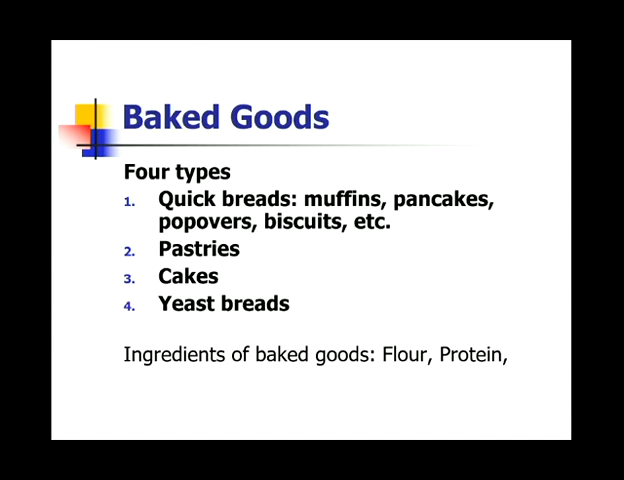 Baked Goods
Four types
1. Quick breads: muffins, pancakes,
popovers, biscuits, etc.
2. Pastries
3. Cakes
4. Yeast breads
Ingredients of baked goods: Flour, Protein,